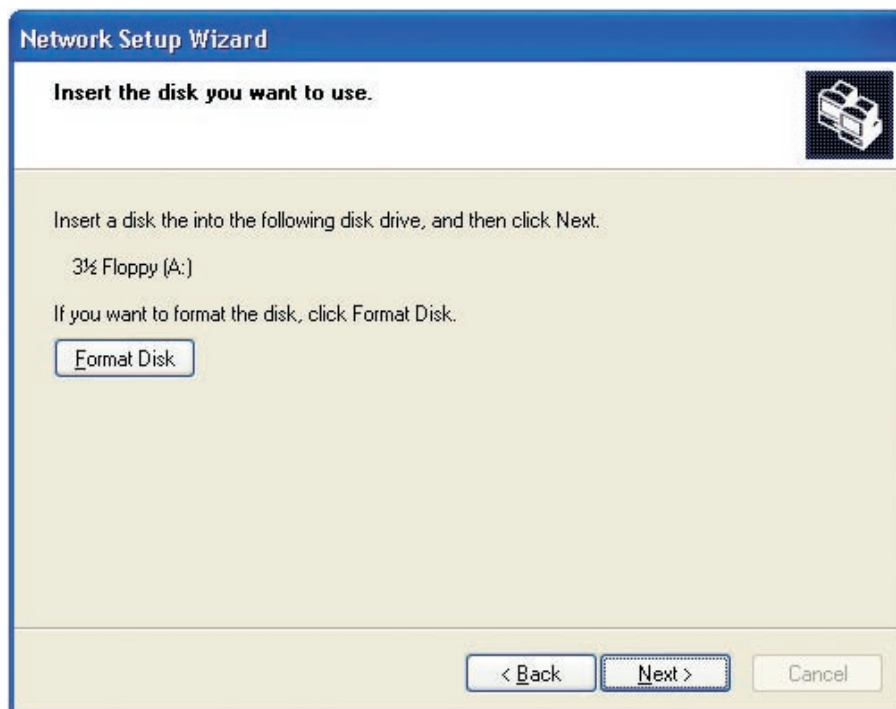 Network Setup Wizard
Insert the disk you want to use.
Insert a disk the into the following disk drive, and then click Next.
3½ Floppy (A:)
If you want to format the disk, click Format Disk.
Format Disk
< Back Next > Cancel